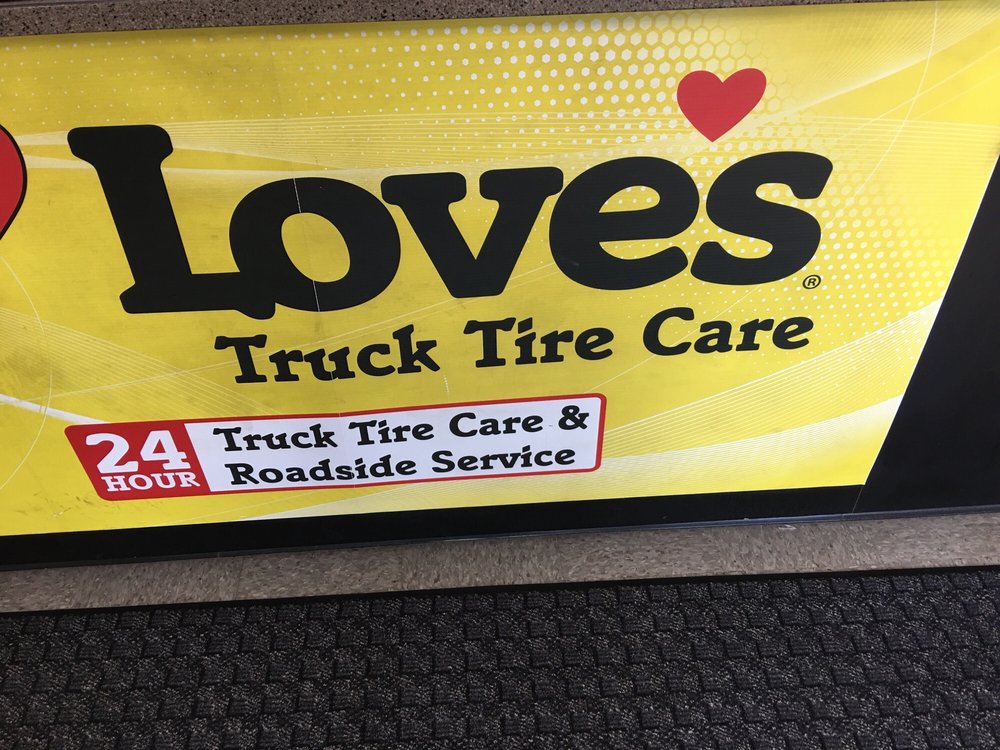 Love's®
Truck Tire Care
24 HOUR
Truck Tire Care &
Roadside Service